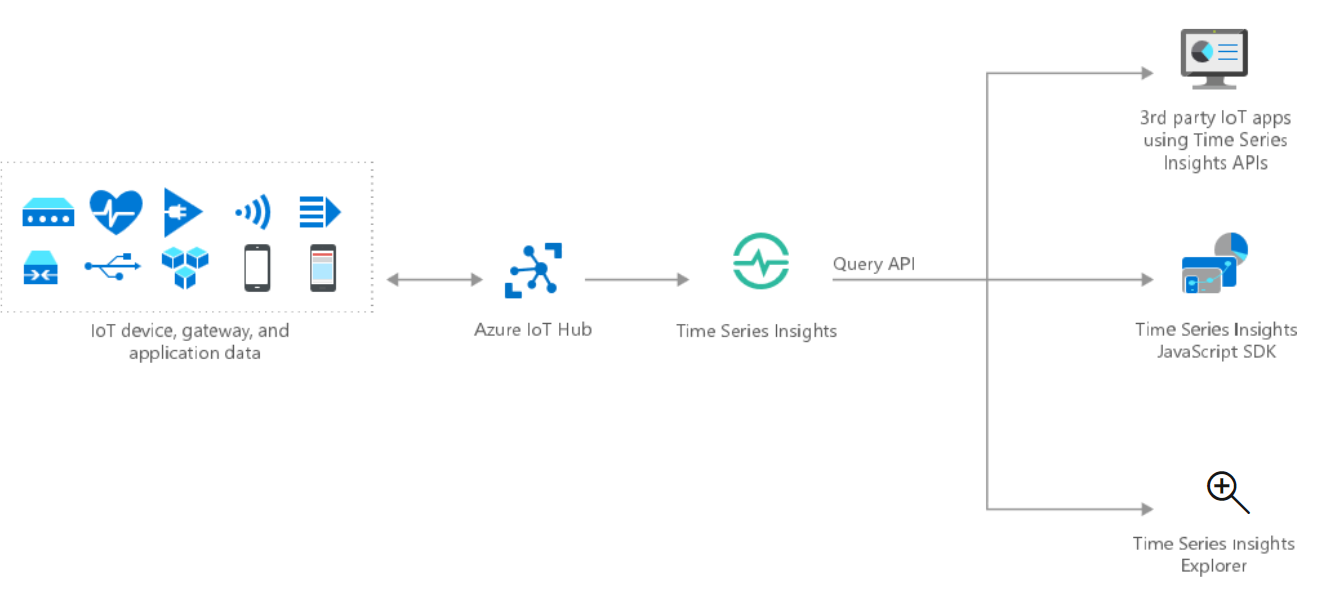 3rd party IoT apps
using Time Series
Insights APIs
Query API
IoT device, gateway, and
application data
Azure IoT Hub
Time Series Insights
Time Series Insights
JavaScript SDK
Time Series Insights
Explorer